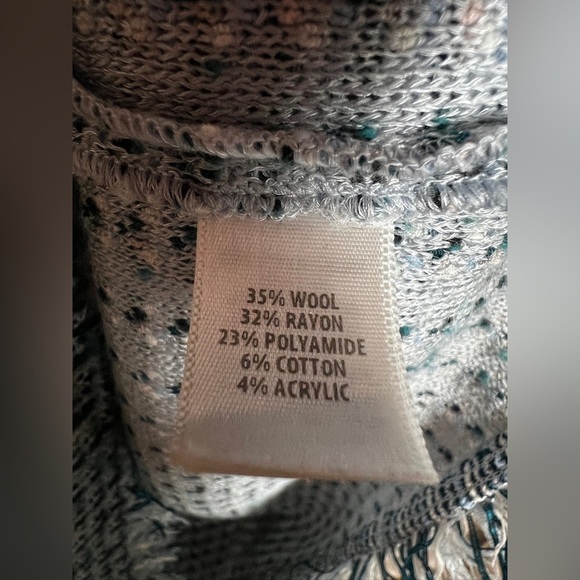 35% WOOL
32% RAYON
23% POLYAMIDE
6% COTTON
4% ACRYLIC